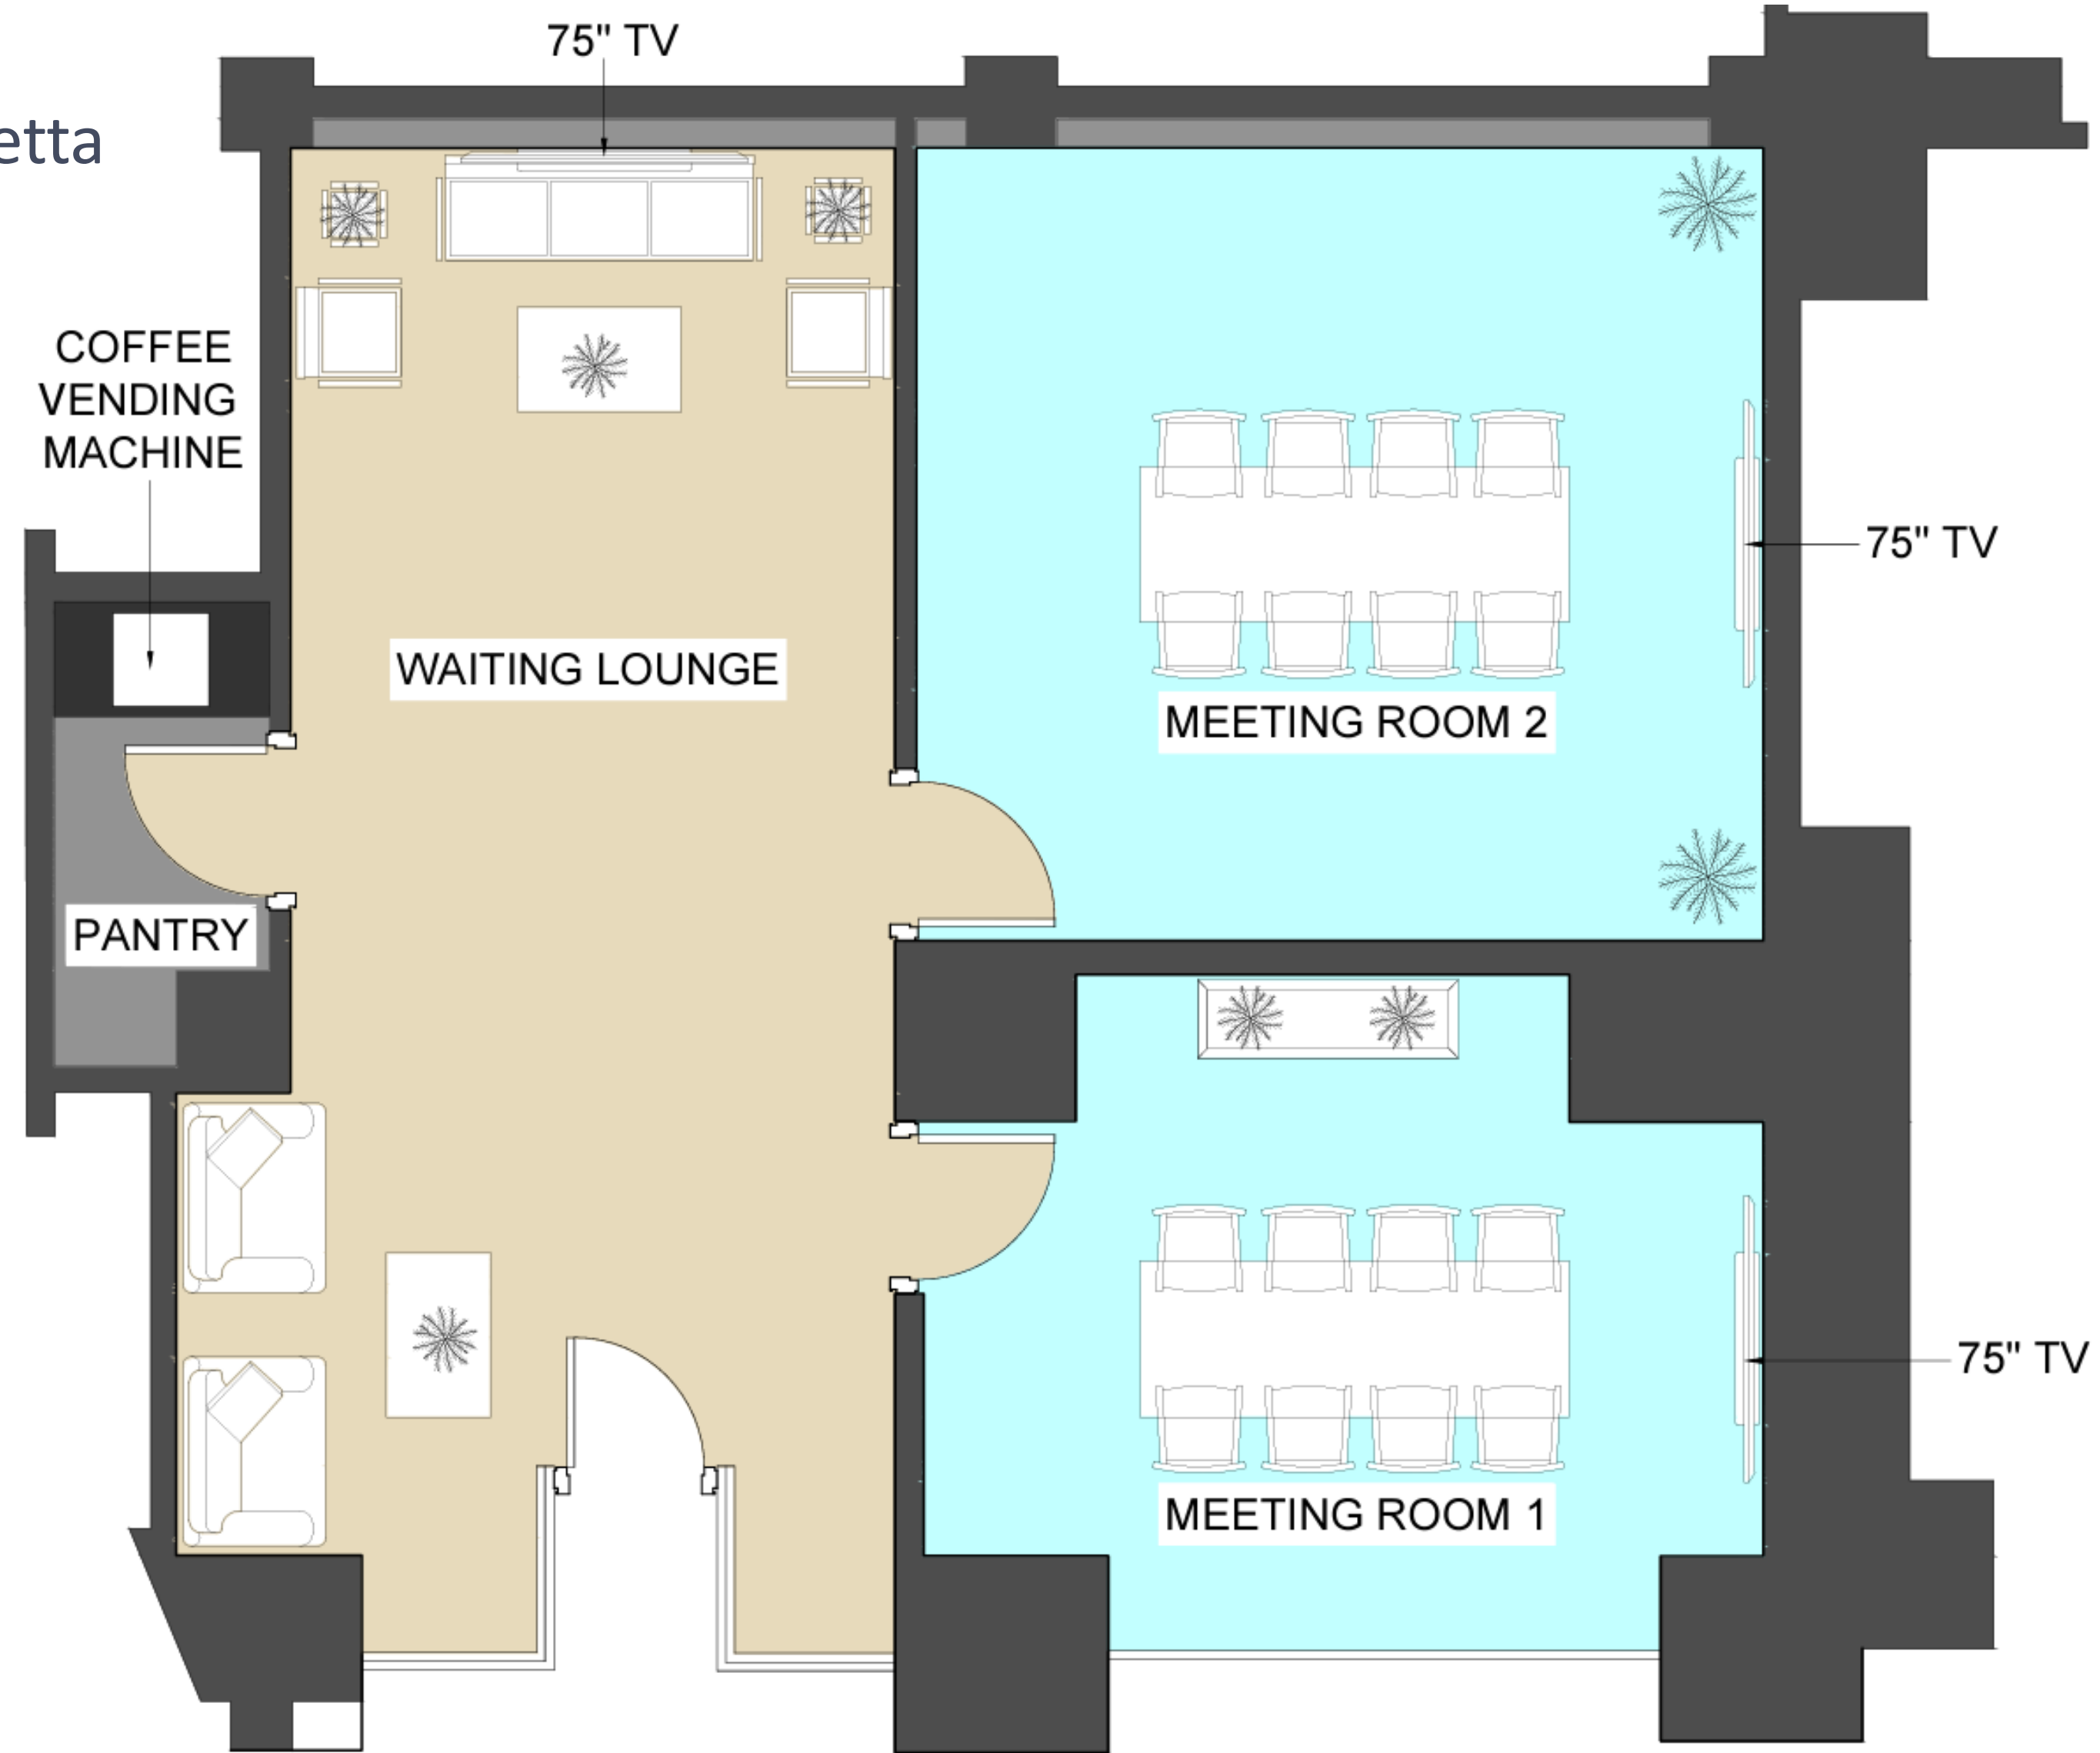 75" TV
etta
COFFEE
VENDING
MACHINE
75" TV
WAITING LOUNGE
MEETING ROOM 2
PANTRY
75" TV
MEETING ROOM 1